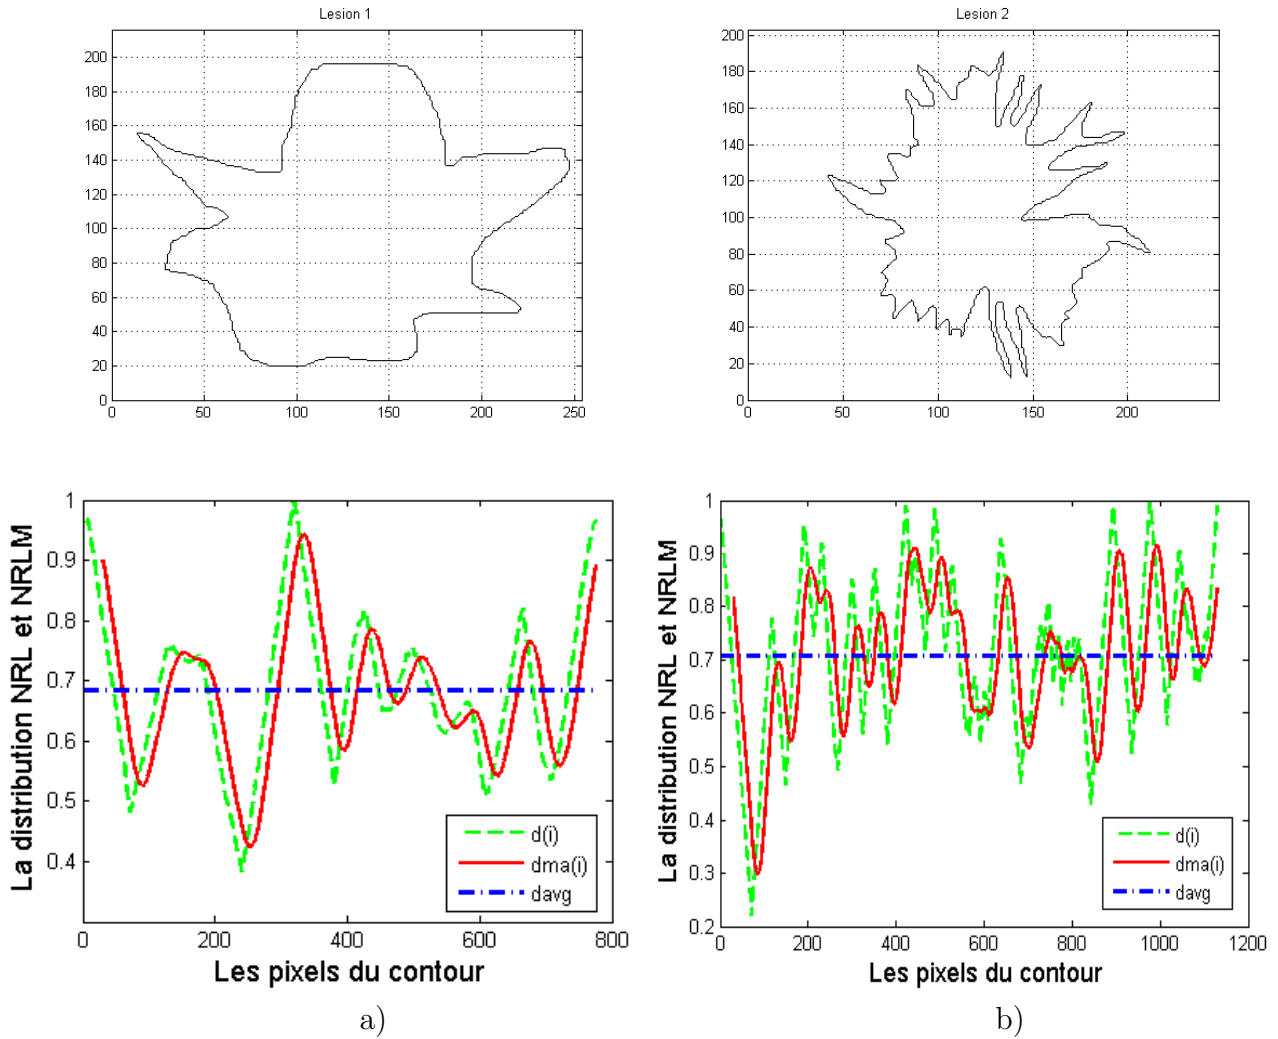 Lesion 1
200
180
160
140
120
100
80
60
40
20
0
0 50 100 150 200 250
Lesion 2
200
180
160
140
120
100
80
60
40
20
0
0 50 100 150 200
La distribution NRL et NRLM
1
0.9
0.8
0.7
0.6
0.5
0.4
0 200 400 600 800
Les pixels du contour
d(i)
dma(i)
davg
a)
La distribution NRL et NRLM
1
0.9
0.8
0.7
0.6
0.5
0.4
0.3
0.2
0 200 400 600 800 1000 1200
Les pixels du contour
d(i)
dma(i)
davg
b)